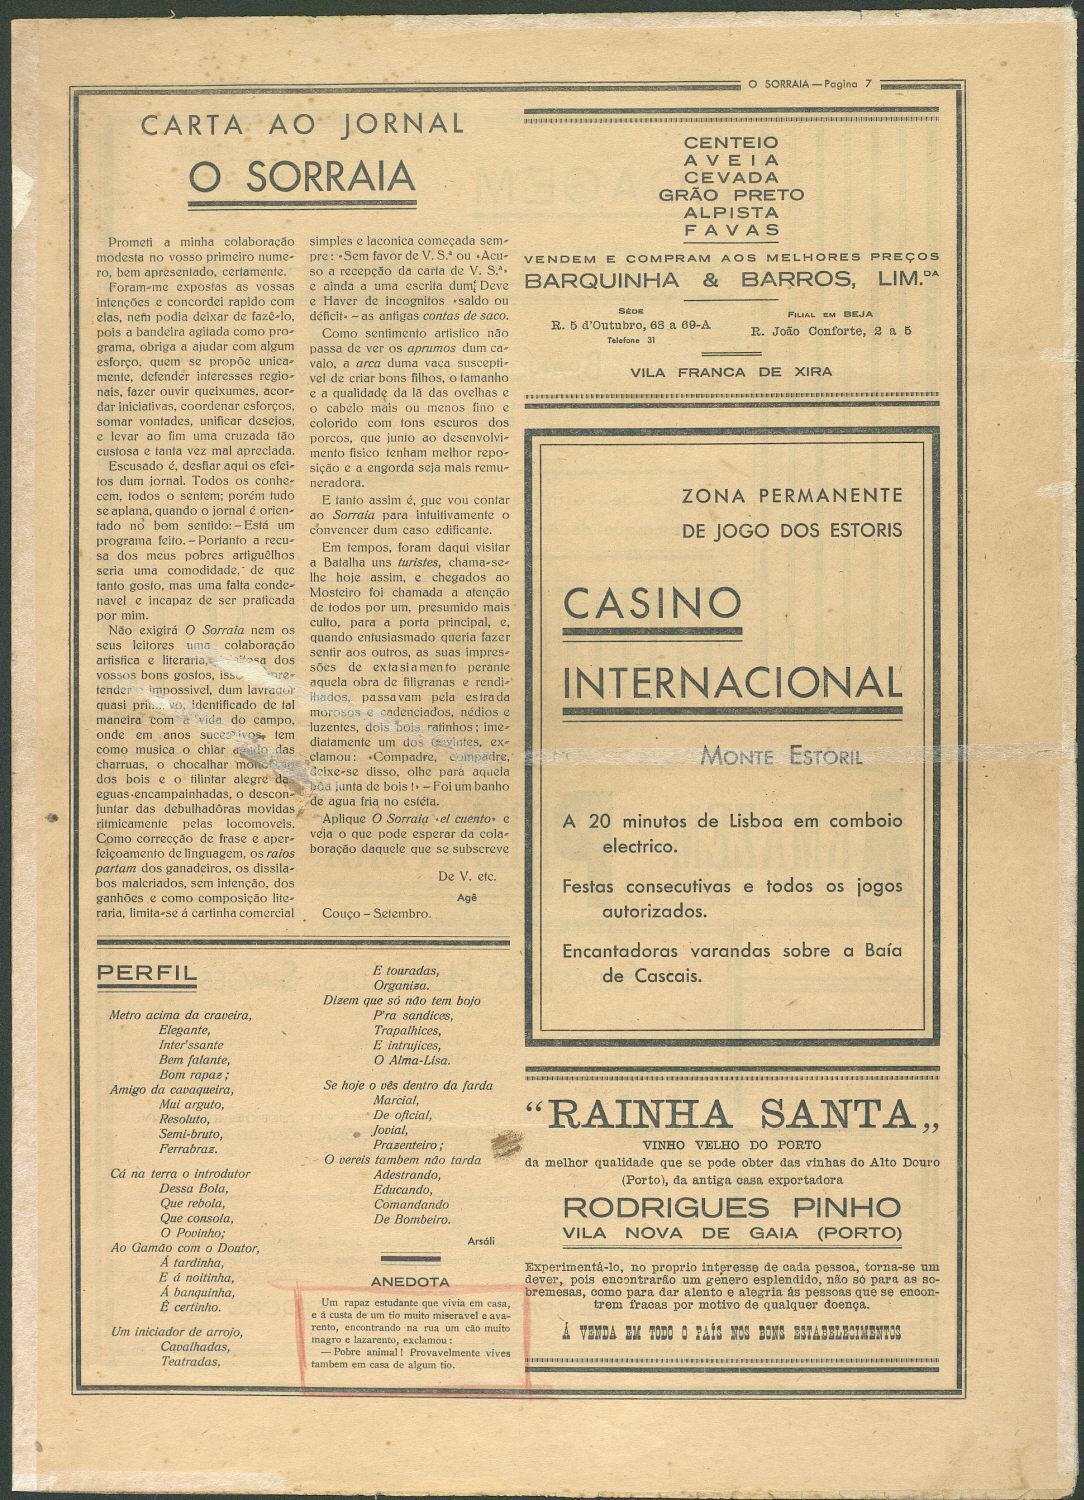 O SORRAIA — Pagina 7
CARTA AO JORNAL
O SORRAIA
Prometi a minha colaboração
modesta no vosso primeiro nume-
ro, bem apresentado, certamente.
Foram-me expostas as vossas
intenções e concordei rapido com
elas, nem podia deixar de fazê-lo,
pois a bandeira agitada como pro-
grama, obriga a ajudar com algum
esforço, quem se propõe unica-
mente, defender interesses regio-
nais, fazer ouvir queixumes, acor-
dar iniciativas, coordenar esforços,
somar vontades, unificar desejos,
e levar ao fim uma cruzada tão
custosa e tanta vez mal apreciada.
Escusado é, desfiar aqui os efei-
tos dum jornal. Todos os conhe-
cem, todos o sentem; porém tudo
se aplana, quando o jornal é orien-
tado no bom sentido: – Está um
programa feito. – Portanto a recu-
sa dos meus pobres artiguêlhos
seria uma comodidade, de que
tanto gosto, mas uma falta conde-
navel e incapaz de ser praticada
por mim.
Não exigirá O Sorraia nem os
seus leitores uma colaboração
artistica e literaria, dos
vossos bons gostos, isso
tender o impossivel, dum lavrador
quasi identificado de tal
maneira com a vida do campo,
onde em anos sucessivos, tem
como musica o chiar das
charruas, o chocalhar
dos bois e o tilintar alegre das
eguas encampainhadas, o descon-
juntar das debulhadôras movidas
ritmicamente pelas locomoveis.
Como correcção de frase e aper-
feiçoamento de linguagem, os raios
partam dos ganadeiros, os dissila-
bos malcriados, sem intenção, dos
ganhões e como composição lite-
raria, limita-se á cartinha comercial
simples e laconica começada sem-
pre: «Sem favor de V. S.ª ou «Acu-
so a recepção da carta de V. S.ª»
e ainda a uma escrita dum Deve
e Haver de incognitos «saldo ou
déficit» – as antigas contas de saco.
Como sentimento artistico não
passa de ver os aprumos dum ca-
valo, a arca duma vaca suscepti-
vel de criar bons filhos, o tamanho
e a qualidade da lã das ovelhas e
o cabelo mais ou menos fino e
colorido com tons escuros dos
porcos, que junto ao desenvolvi-
mento fisico tenham melhor repo-
sição e a engorda seja mais remu-
neradora.
E tanto assim é, que vou contar
ao Sorraia para intuitivamente o
convencer dum caso edificante.
Em tempos, foram daqui visitar
a Batalha uns turistes, chama-se-
lhe hoje assim, e chegados ao
Mosteiro foi chamada a atenção
de todos por um, presumido mais
culto, para a porta principal, e,
quando entusiasmado queria fazer
sentir aos outros, as suas impres-
sões de extasiamento perante
aquela obra de filigranas e rendi-
lhados, passavam pela estrada
morosos e cadenciados, nédios e
luzentes, dois bois ratinhos; ime-
diatamente um dos ouvintes, ex-
clamou: «Compadre, compadre,
deixe-se disso, olhe para aquela
bôa junta de bois!» – Foi um banho
de agua fria no estéta.
Aplique O Sorraia «el cuento» e
veja o que pode esperar da cola-
boração daquele que se subscreve
De V. etc.
Agê
Couço – Setembro.
PERFIL
Metro acima da craveira,
Elegante,
Inter'ssante
Bem falante,
Bom rapaz;
Amigo da cavaqueira,
Mui arguto,
Resoluto,
Semi-bruto,
Ferrabraz.
Cá na terra o introdutor
Dessa Bola,
Que rebola,
Que consola,
O Povinho;
Ao Gamão com o Doutor,
Á tardinha,
E á noitinha,
Á banquinha,
É certinho.
Um iniciador de arrojo,
Cavalhadas,
Teatradas,
E touradas,
Organiza.
Dizem que só não tem bojo
P'ra sandices,
Trapalhices,
E intrujices,
O Alma-Lisa.
Se hoje o vês dentro da farda
Marcial,
De oficial,
Jovial,
Prazenteiro;
O vereis tambem não tarda
Adestrando,
Educando,
Comandando
De Bombeiro.
Arsáli
ANEDOTA
Um rapaz estudante que vivia em casa,
e á custa de um tio muito miseravel e ava-
rento, encontrando na rua um cão muito
magro e lazarento, exclamou:
— Pobre animal! Provavelmente vives
tambem em casa de algum tio.
CENTEIO
AVEIA
CEVADA
GRÃO PRETO
ALPISTA
FAVAS
VENDEM E COMPRAM AOS MELHORES PREÇOS
BARQUINHA & BARROS, LIM.DA
SÉDE
R. 5 d'Outubro, 63 a 69-A
Telefone 31
FILIAL EM BEJA
R. João Conforte, 2 a 5
VILA FRANCA DE XIRA
ZONA PERMANENTE
DE JOGO DOS ESTORIS
CASINO
INTERNACIONAL
MONTE ESTORIL
A 20 minutos de Lisboa em comboio
electrico.
Festas consecutivas e todos os jogos
autorizados.
Encantadoras varandas sobre a Baía
de Cascais.
“RAINHA SANTA„
VINHO VELHO DO PORTO
da melhor qualidade que se pode obter das vinhas do Alto Douro
(Porto), da antiga casa exportadora
RODRIGUES PINHO
VILA NOVA DE GAIA (PORTO)
Experimentá-lo, no proprio interesse de cada pessoa, torna-se um
dever, pois encontrarão um género esplendido, não só para as so-
bremesas, como para dar alento e alegria ás pessoas que se encon-
trem fracas por motivo de qualquer doença.
Á VENDA EM TODO O PAÍS NOS BONS ESTABELECIMENTOS